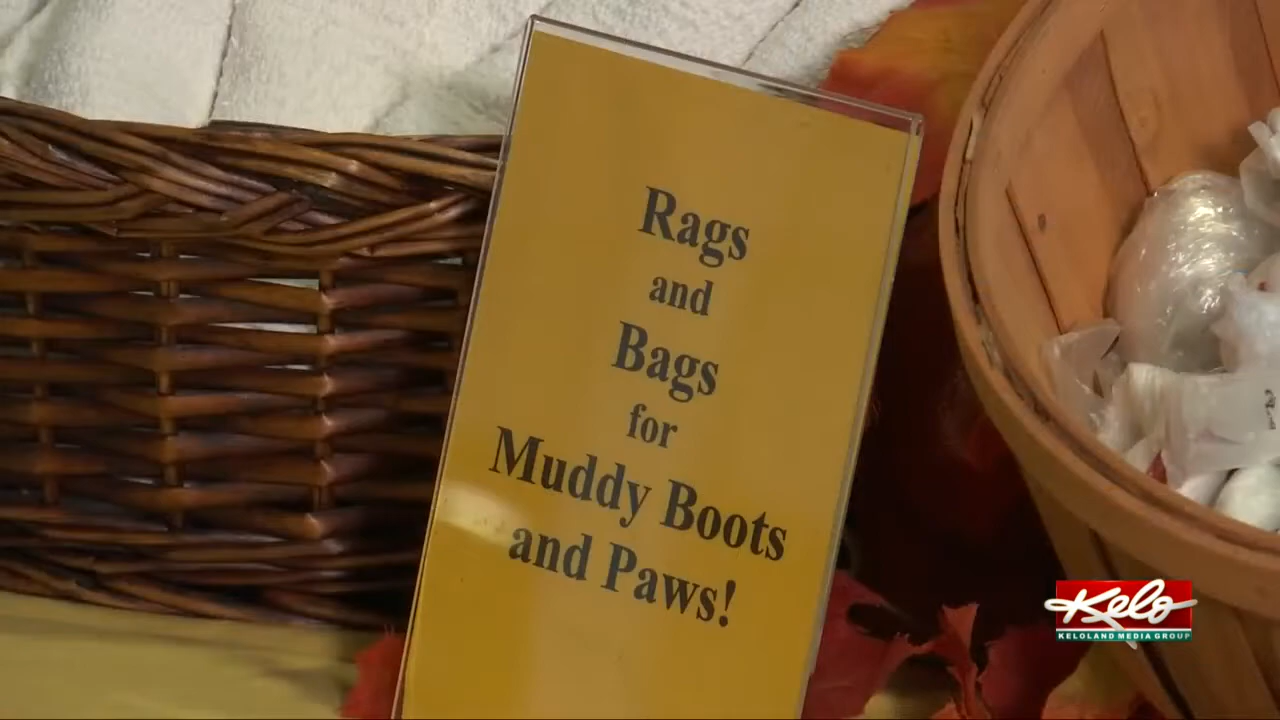 Rags
and
Bags
for
Muddy Boots
and Paws!
Kelo
KELOLAND MEDIA GROUP